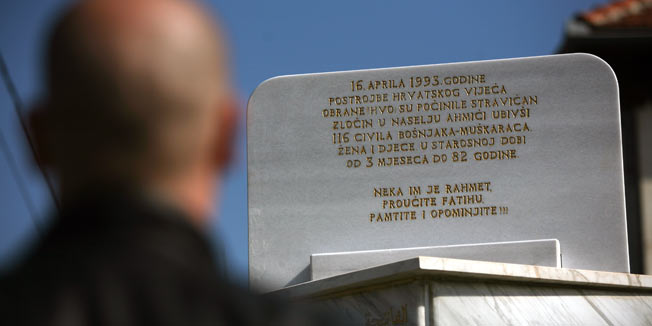 16. APRILA 1993. GODINE
POSTROJBE HRVATSKOG VIJEĆA
OBRANE HVO SU POČINILE STRAVIČAN
ZLOČIN U NASELJU AHMIĆI UBIVŠI
116 CIVILA BOŠNJAKA-MUŠKARACA,
ŽENA I DJECE U STAROSNOJ DOBI
OD 3 MJESECA DO 82 GODINE.
NEKA IM JE RAHMET,
PROUČITE FATIHU,
PAMTITE I OPOMINJITE!!!